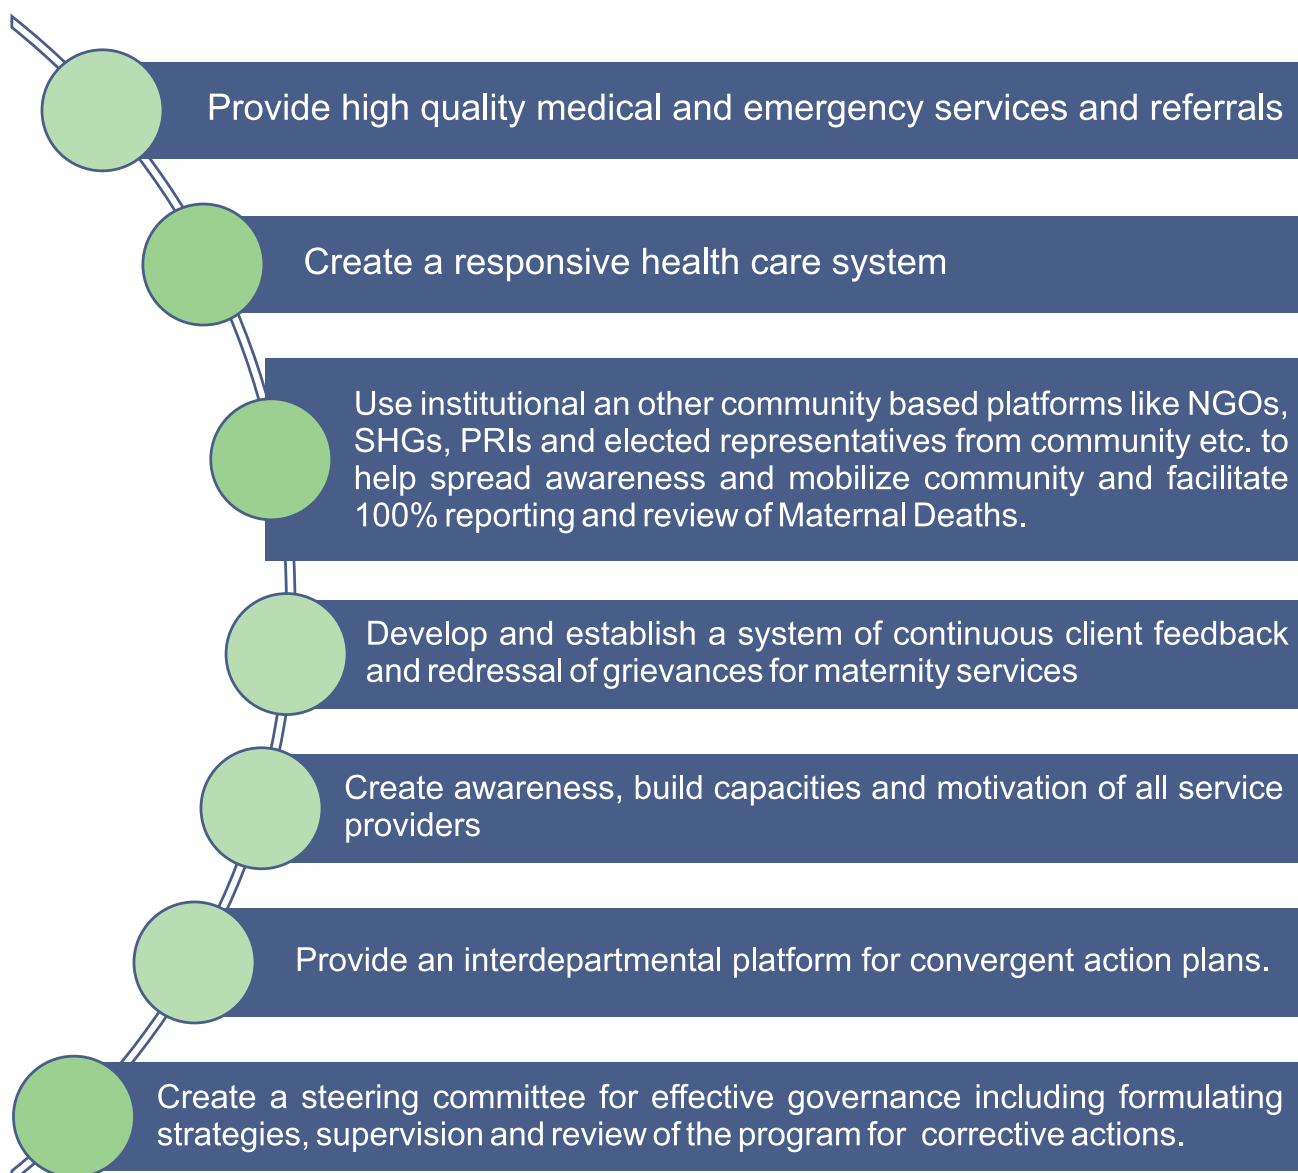 Provide high quality medical and emergency services and referrals
Create a responsive health care system
Use institutional an other community based platforms like NGOs,
SHGs, PRIs and elected representatives from community etc. to
help spread awareness and mobilize community and facilitate
100% reporting and review of Maternal Deaths.
Develop and establish a system of continuous client feedback
and redressal of grievances for maternity services
Create awareness, build capacities and motivation of all service
providers
Provide an interdepartmental platform for convergent action plans.
Create a steering committee for effective governance including formulating
strategies, supervision and review of the program for corrective actions.